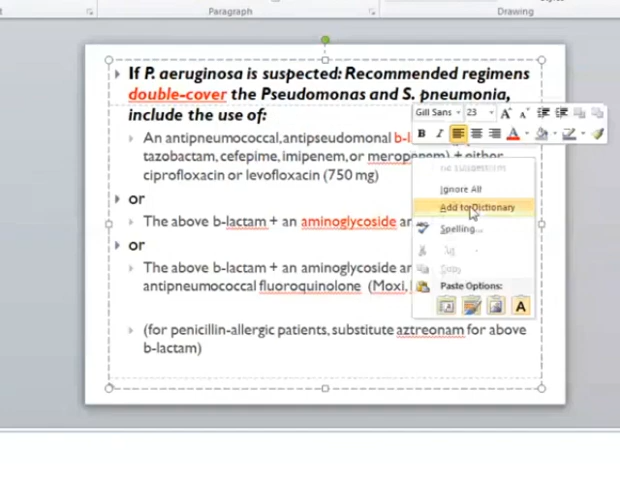 Paragraph
Drawing
If P. aeruginosa is suspected: Recommended regimens
double-cover the Pseudomonas and S. pneumonia,
include the use of:
Gill Sans 23 A A
B I A
An antipneumococcal, antipseudomonal b-l
tazobactam, cefepime, imipenem, or meropenem) + either
ciprofloxacin or levofloxacin (750 mg)
or
The above b-lactam + an aminoglycoside
or
The above b-lactam + an aminoglycoside
antipneumococcal fluoroquinolone (Moxi,
(for penicillin-allergic patients, substitute aztreonam for above
b-lactam)
Ignore All
Add to Dictionary
Spelling...
Copy
Paste Options:
A